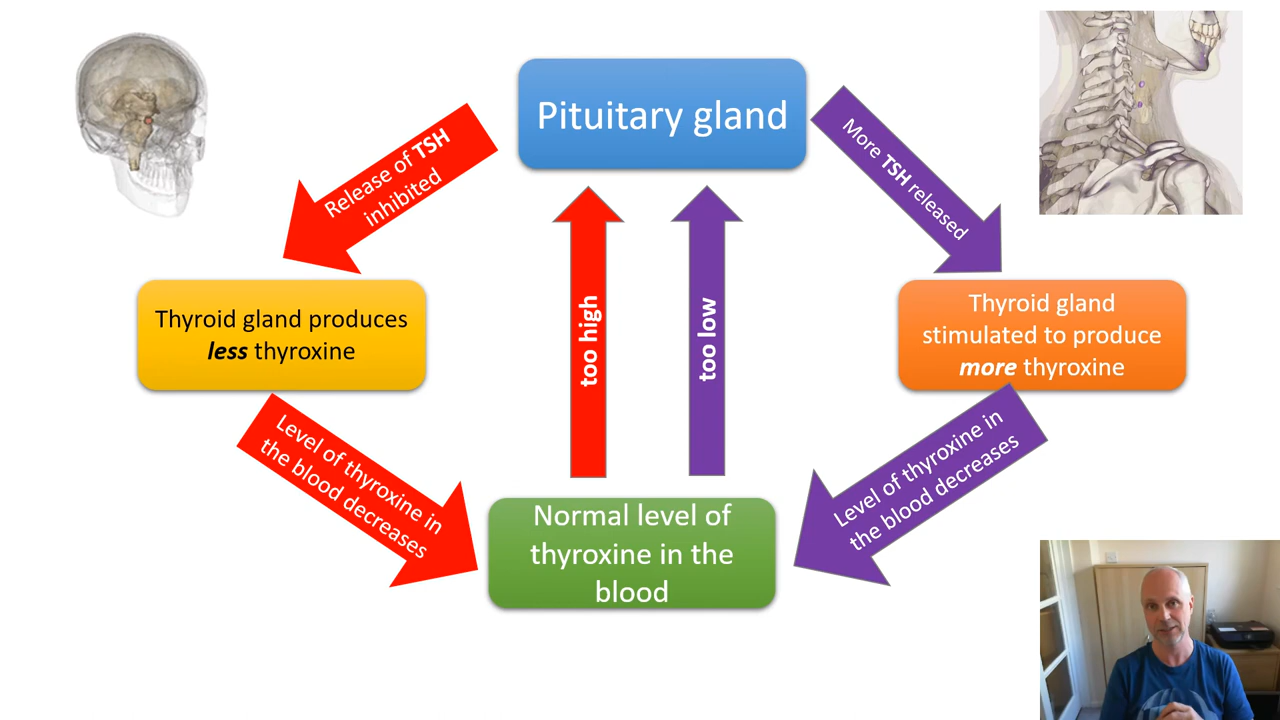 Pituitary gland
Release of TSH
inhibited
More TSH released
Thyroid gland produces
less thyroxine
too high
too low
Thyroid gland
stimulated to produce
more thyroxine
Level of thyroxine in
the blood decreases
Level of thyroxine in
the blood decreases
Normal level of
thyroxine in the
blood